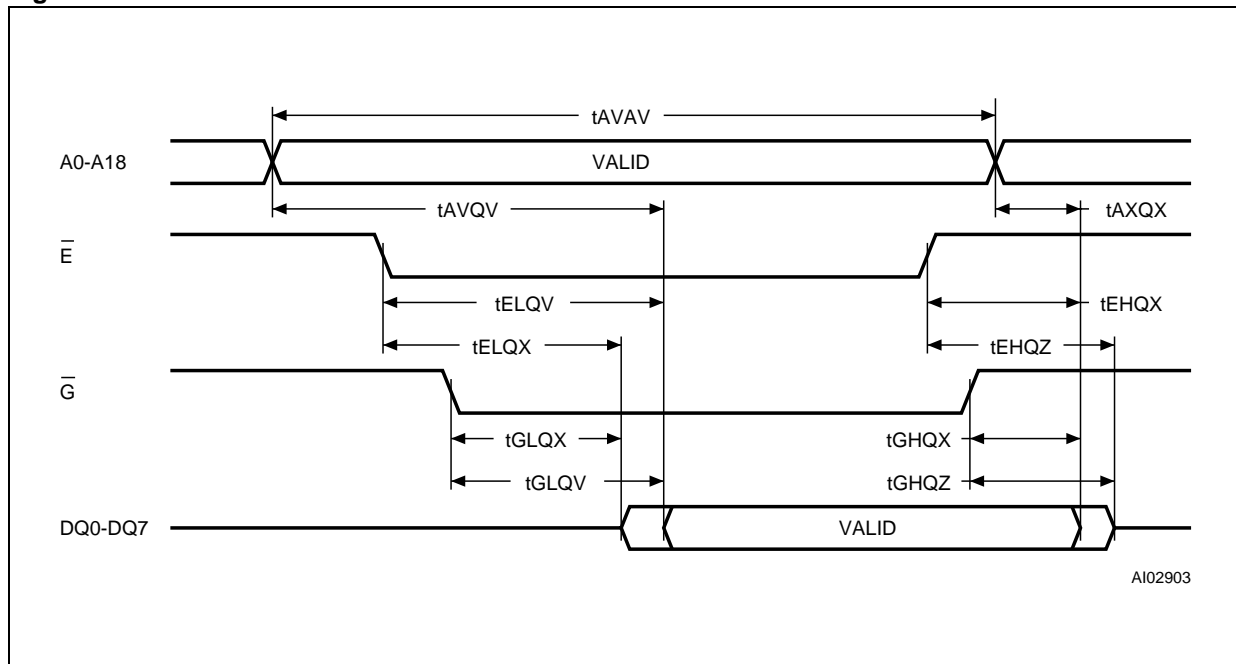 tAVAV
A0-A18 VALID
tAVQV tAXQX
E
tELQV tEHQX
tELQX tEHQZ
G
tGLQX tGHQX
tGLQV tGHQZ
DQ0-DQ7 VALID
AI02903